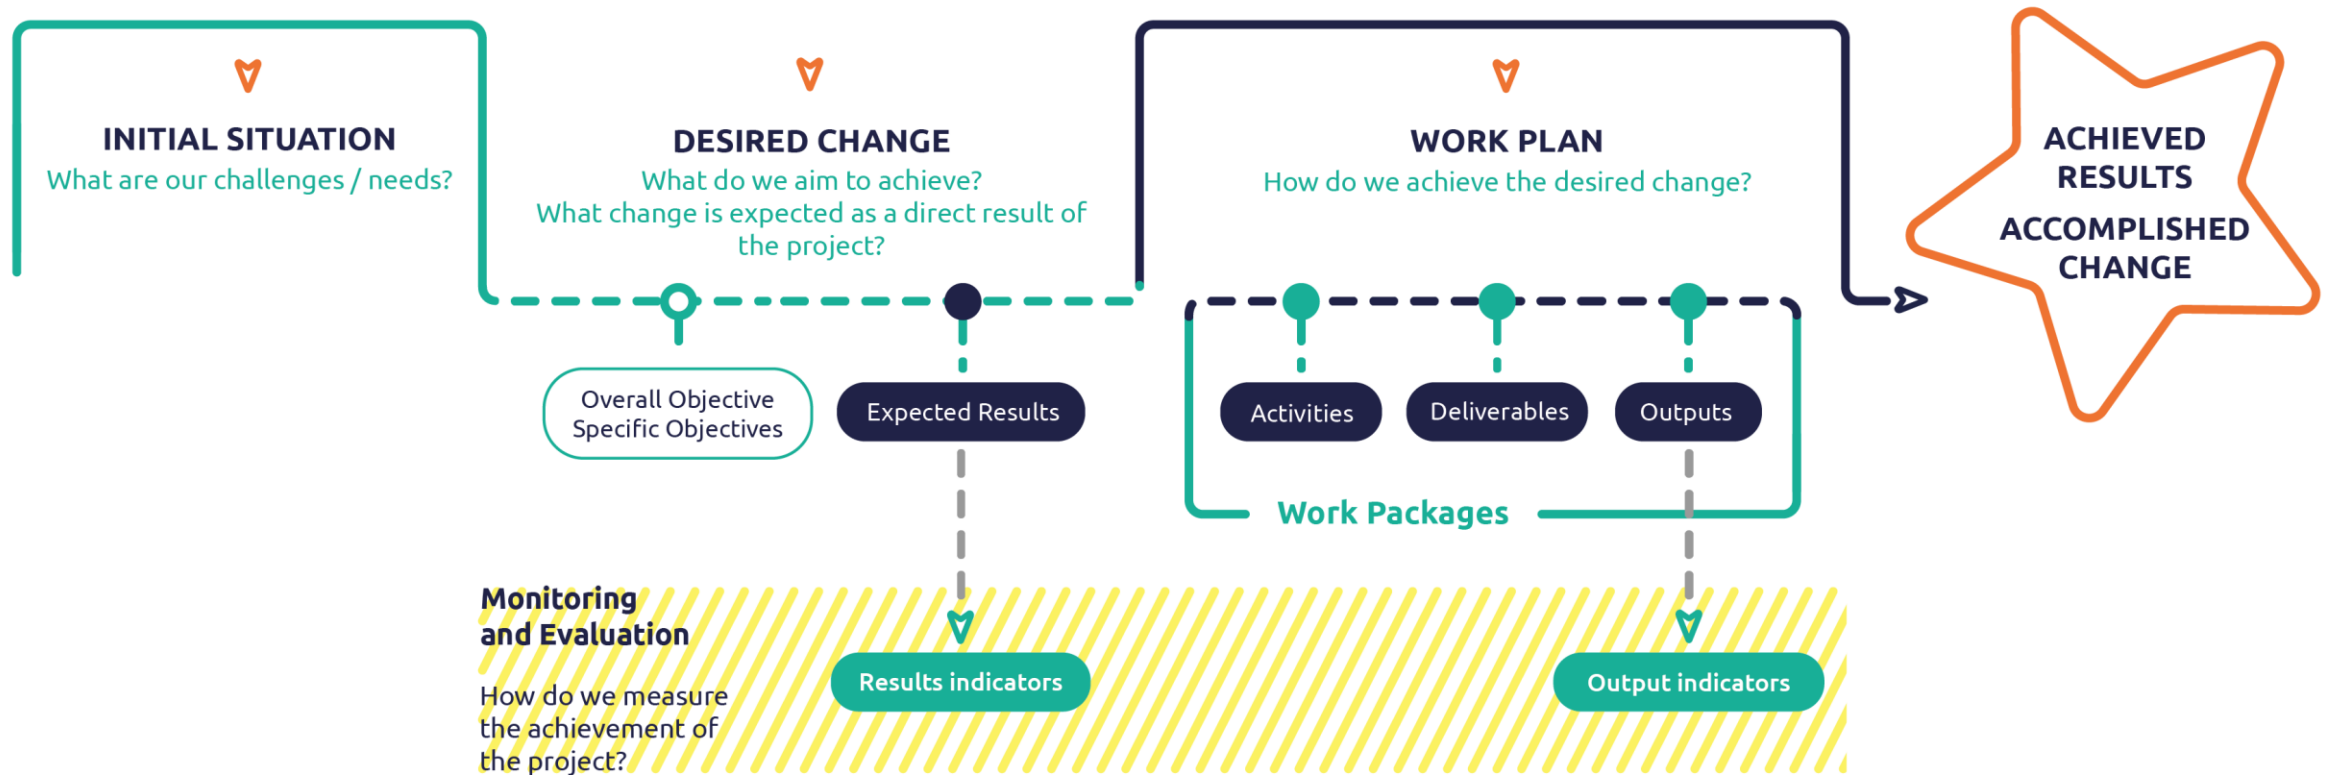 INITIAL SITUATION
What are our challenges / needs?
DESIRED CHANGE
What do we aim to achieve?
What change is expected as a direct result of
the project?
WORK PLAN
How do we achieve the desired change?
ACHIEVED
RESULTS
ACCOMPLISHED
CHANGE
Overall Objective
Specific Objectives
Expected Results
Activities
Deliverables
Outputs
Work Packages
Monitoring
and Evaluation
How do we measure
the achievement of
the project?
Results indicators
Output indicators